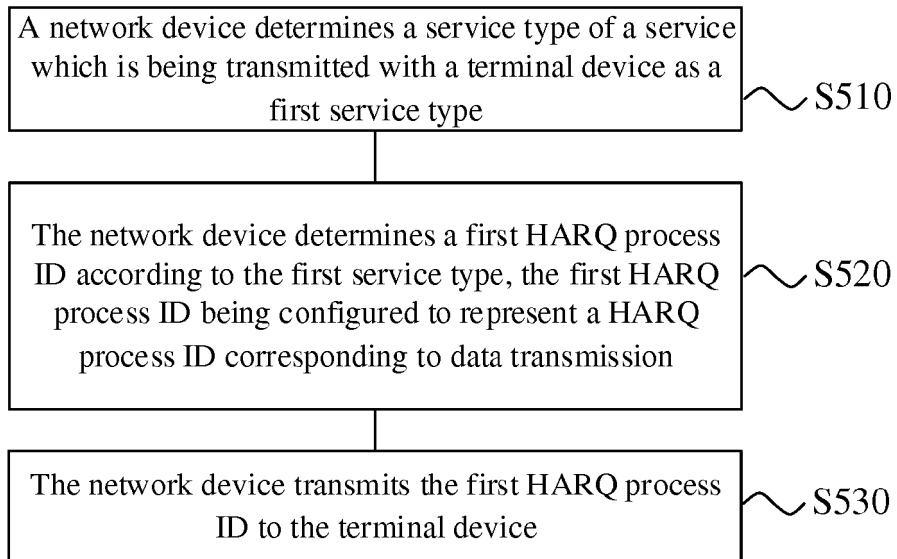 A network device determines a service type of a service
which is being transmitted with a terminal device as a
first service type
S510
The network device determines a first HARQ process
ID according to the first service type, the first HARQ
process ID being configured to represent a HARQ
process ID corresponding to data transmission
S520
The network device transmits the first HARQ process
ID to the terminal device
S530